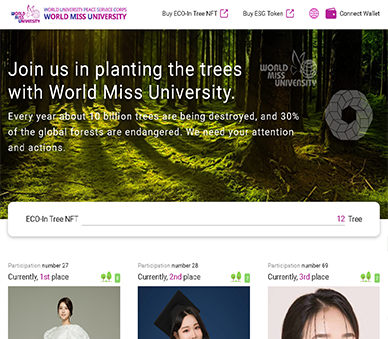 WORLD MISS UNIVERSITY
WORLD UNIVERSITY PEACE SERVICE CORPS
WORLD MISS UNIVERSITY
Buy ECO-In Tree NFT
Buy ESG Token
Connect Wallet
Join us in planting the trees
with World Miss University.
WORLD
MISS
UNIVERSITY
Every year about 10 billion trees are being destroyed, and 30%
of the global forests are endangered. We need your attention
and actions.
ECO-In Tree NFT 12 Tree
Participation number 27
Currently, 1st place
Participation number 28
Currently, 2nd place
Participation number 69
Currently, 3rd place